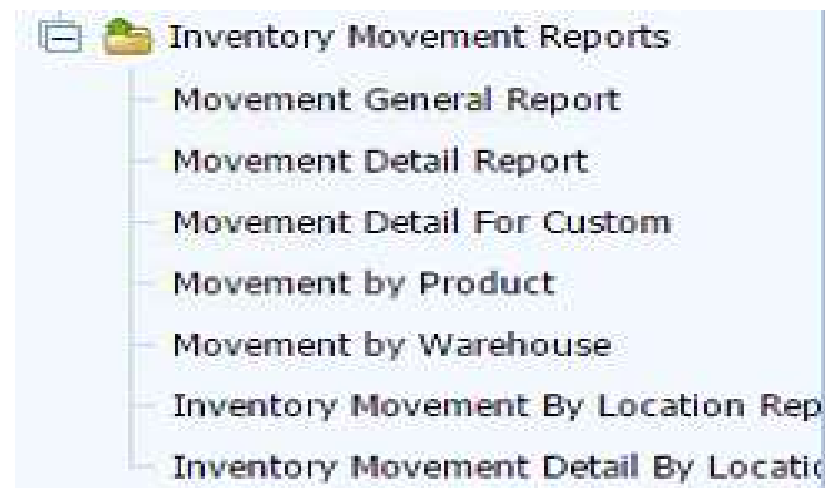 Inventory Movement Reports
Movement General Report
Movement Detail Report
Movement Detail For Custom
Movement by Product
Movement by Warehouse
Inventory Movement By Location Rep
Inventory Movement Detail By Locatic